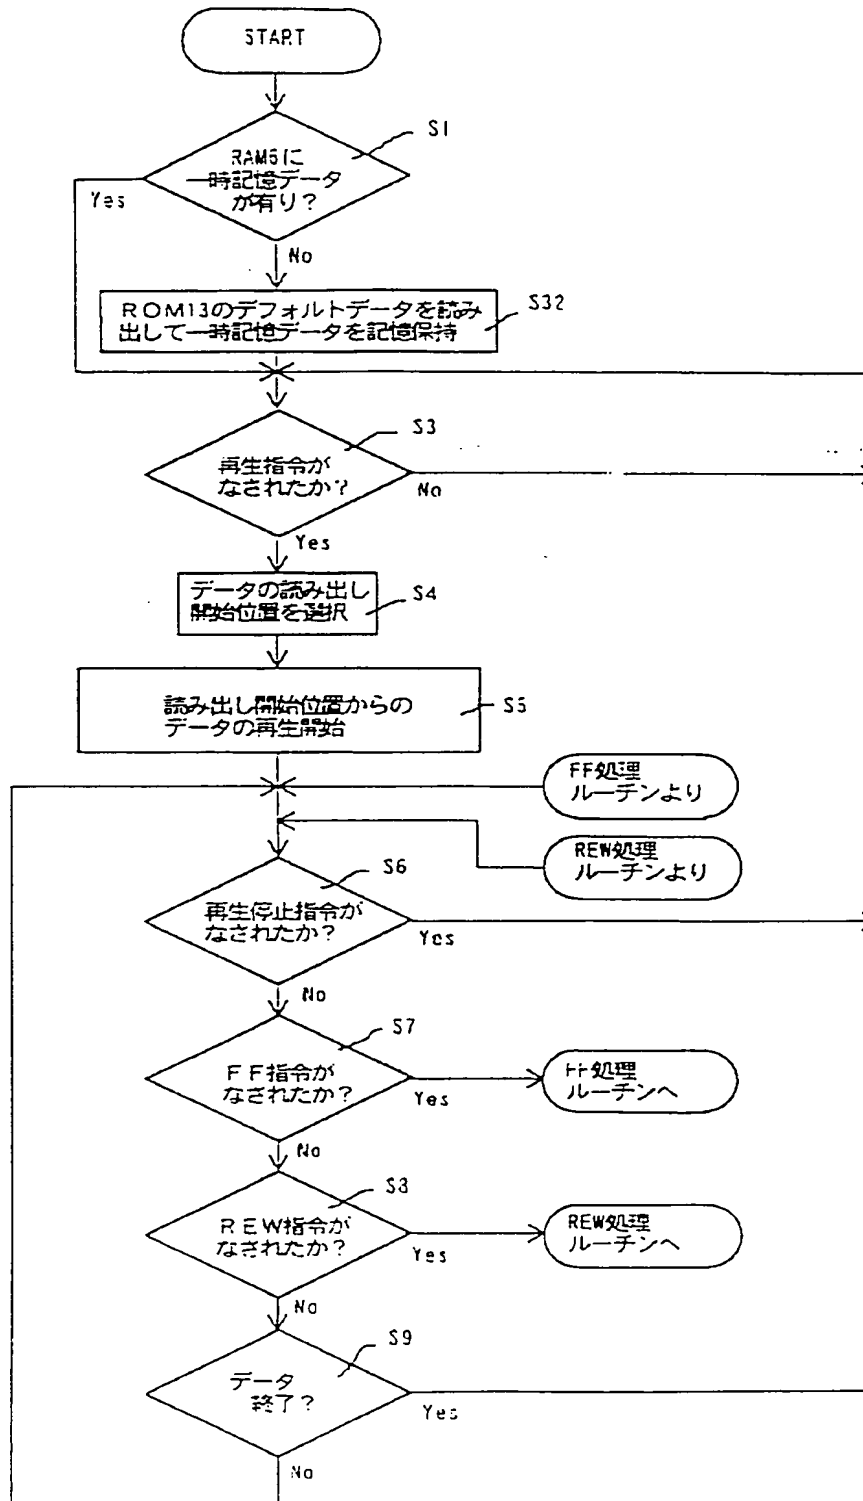 START
S1
RAM6に
一時記憶データ
が有り?
Yes
No
ROM13のデフォルトデータを読み
出して一時記憶データを記憶保持
S32
S3
再生指令が
なされたか?
No
Yes
データの読み出し
開始位置を選択
S4
読み出し開始位置からの
データの再生開始
S5
FF処理
ルーチンより
REW処理
ルーチンより
S6
再生停止指令が
なされたか?
Yes
No
S7
FF指令が
なされたか?
Yes
FF処理
ルーチンへ
No
S8
REW指令が
なされたか?
Yes
REW処理
ルーチンへ
No
S9
データ
終了?
Yes
No